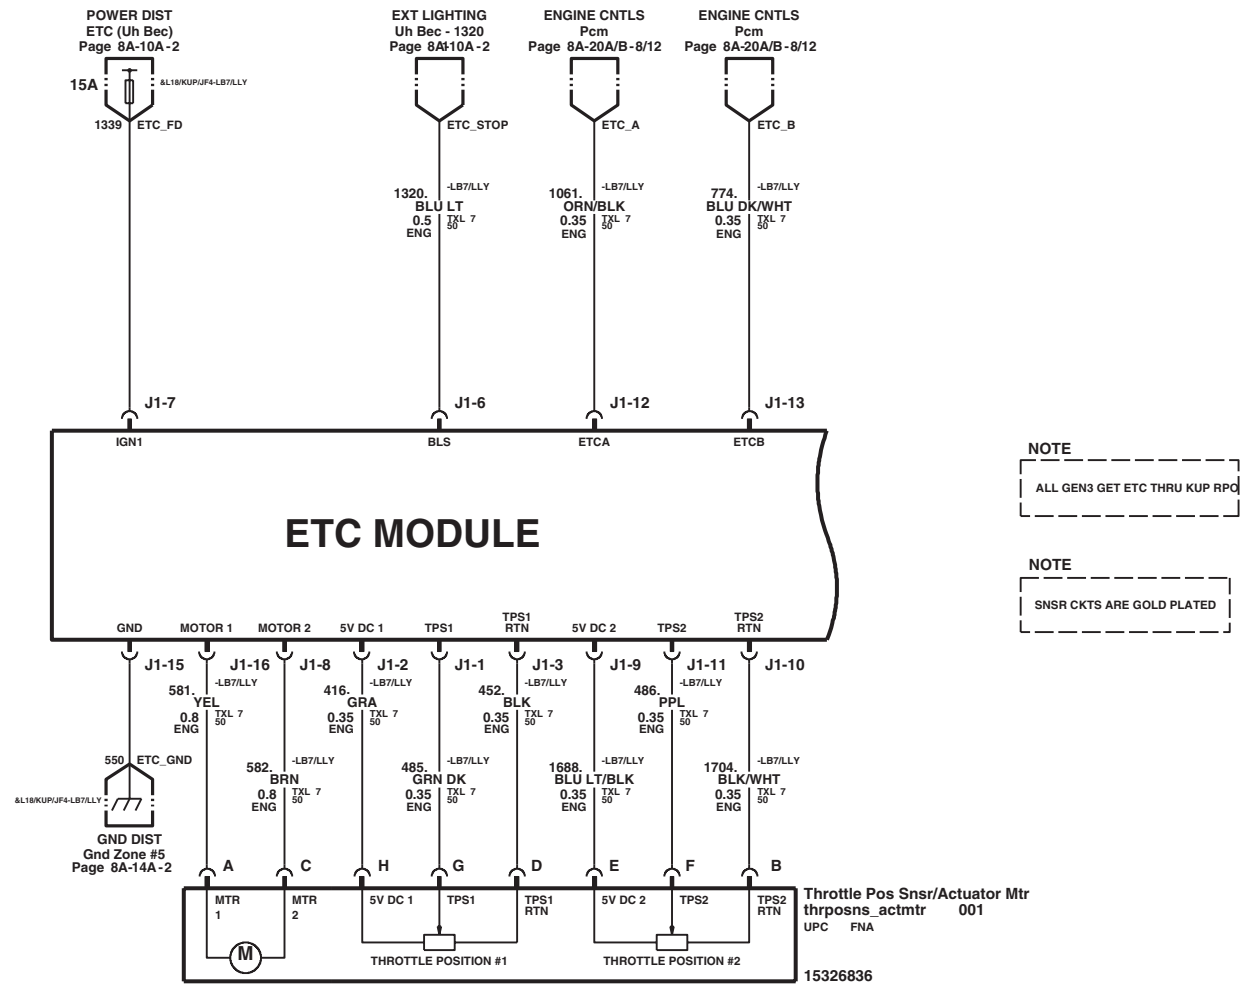 POWER DIST
ETC (Uh Bec)
Page 8A-10A-2
15A
&L18/KUP/JF4-LB7/LLY
1339 ETC_FD
EXT LIGHTING
Uh Bec - 1320
Page 8A-10A-2
ETC_STOP
ENGINE CNTLS
Pcm
Page 8A-20A/B-8/12
ETC_A
ENGINE CNTLS
Pcm
Page 8A-20A/B-8/12
ETC_B
1320. -LB7/LLY
BLU LT
0.5 TXL 7
ENG 50
1061. -LB7/LLY
ORN/BLK
0.35 TXL 7
ENG 50
774. -LB7/LLY
BLU DK/WHT
0.35 TXL 7
ENG 50
J1-7 J1-6 J1-12 J1-13
IGN1 BLS ETCA ETCB
ETC MODULE
NOTE
ALL GEN3 GET ETC THRU KUP RPO
NOTE
SNSR CKTS ARE GOLD PLATED
GND MOTOR 1 MOTOR 2 5V DC 1 TPS1 TPS1 RTN 5V DC 2 TPS2 TPS2 RTN
J1-15 J1-16 J1-8 J1-2 J1-1 J1-3 J1-9 J1-11 J1-10
581. -LB7/LLY
YEL
0.8 TXL 7
ENG 50
416. -LB7/LLY
GRA
0.35 TXL 7
ENG 50
452. -LB7/LLY
BLK
0.35 TXL 7
ENG 50
486. -LB7/LLY
PPL
0.35 TXL 7
ENG 50
550 ETC_GND
&L18/KUP/JF4-LB7/LLY
GND DIST
Gnd Zone #5
Page 8A-14A-2
582. -LB7/LLY
BRN
0.8 TXL 7
ENG 50
485. -LB7/LLY
GRN DK
0.35 TXL 7
ENG 50
1688. -LB7/LLY
BLU LT/BLK
0.35 TXL 7
ENG 50
1704. -LB7/LLY
BLK/WHT
0.35 TXL 7
ENG 50
A C H G D E F B
MTR 1
MTR 2
5V DC 1
TPS1
TPS1 RTN
5V DC 2
TPS2
TPS2 RTN
M
THROTTLE POSITION #1
THROTTLE POSITION #2
Throttle Pos Snsr/Actuator Mtr
thrposns_actmtr 001
UPC FNA
15326836